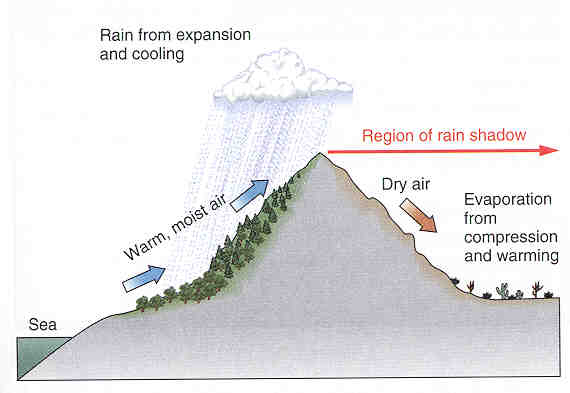 Rain from expansion
and cooling
Region of rain shadow
Dry air
Warm, moist air
Evaporation
from
compression
and warming
Sea